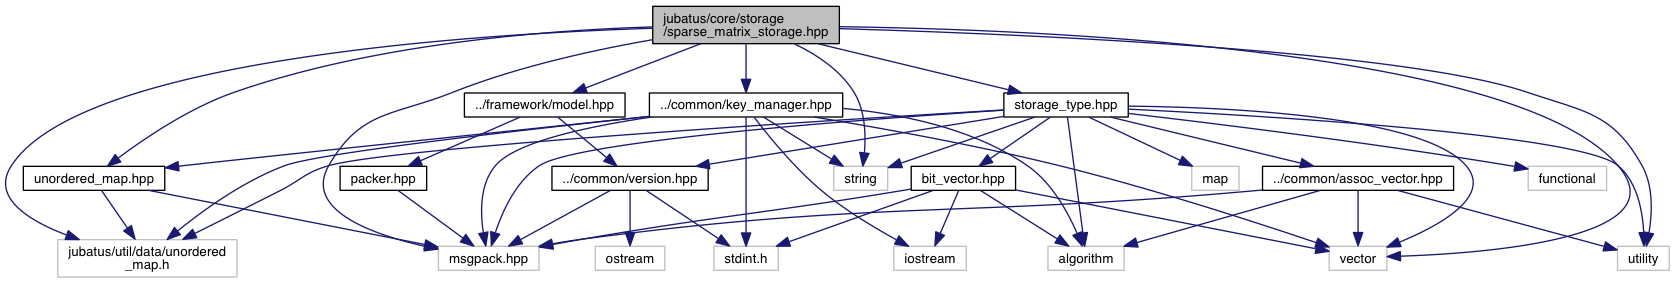 jubatus/core/storage
/sparse_matrix_storage.hpp
../framework/model.hpp
../common/key_manager.hpp
storage_type.hpp
unordered_map.hpp
packer.hpp
../common/version.hpp
string
bit_vector.hpp
map
../common/assoc_vector.hpp
functional
jubatus/util/data/unordered
_map.h
msgpack.hpp
ostream
stdint.h
iostream
algorithm
vector
utility